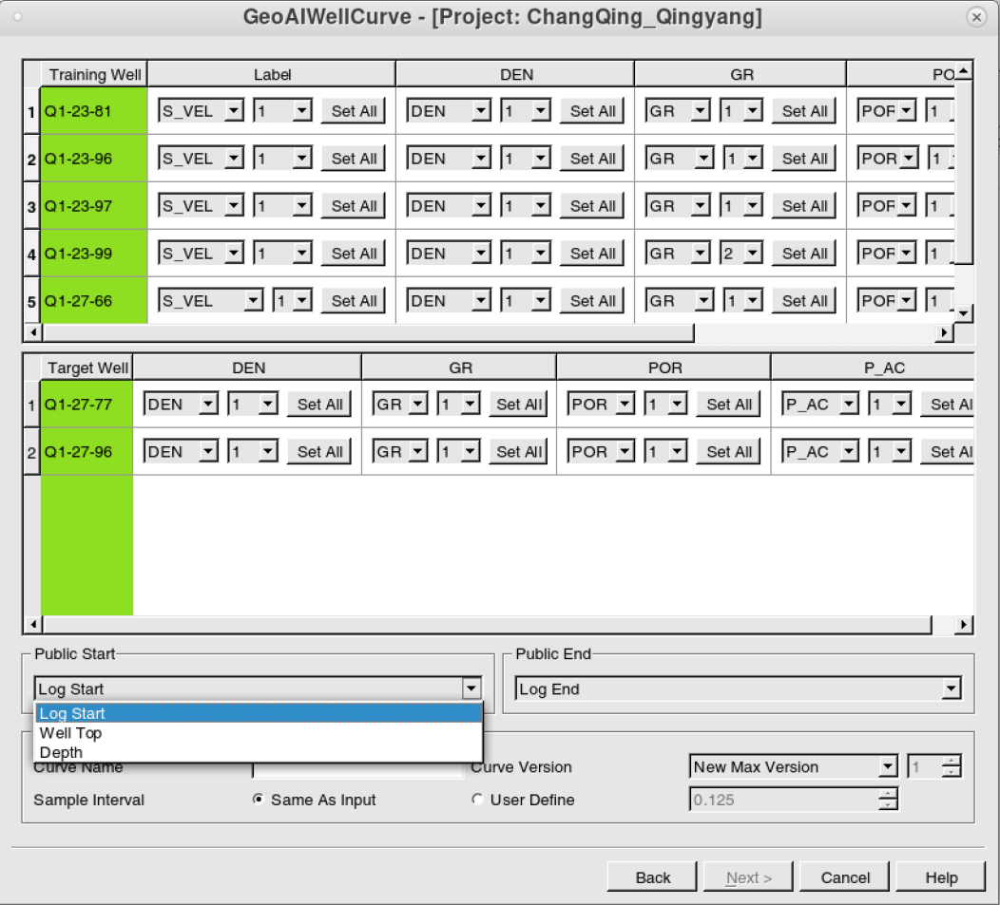 GeoAIWellCurve - [Project: ChangQing_Qingyang]
Training Well Label DEN GR PO
1 Q1-23-81 S_VEL 1 Set All DEN 1 Set All GR 1 Set All POR 1
2 Q1-23-96 S_VEL 1 Set All DEN 1 Set All GR 1 Set All POR 1
3 Q1-23-97 S_VEL 1 Set All DEN 1 Set All GR 1 Set All POR 1
4 Q1-23-99 S_VEL 1 Set All DEN 1 Set All GR 2 Set All POR 1
5 Q1-27-66 S_VEL 1 Set All DEN 1 Set All GR 1 Set All POR 1
Target Well DEN GR POR P_AC
1 Q1-27-77 DEN 1 Set All GR 1 Set All POR 1 Set All P_AC 1 Set Al
2 Q1-27-96 DEN 1 Set All GR 1 Set All POR 1 Set All P_AC 1 Set Al
Public Start Public End
Log Start Log End
Log Start
Well Top
Depth
Curve Name Curve Version New Max Version 1
Sample Interval Same As Input User Define 0.125
Back Next > Cancel Help